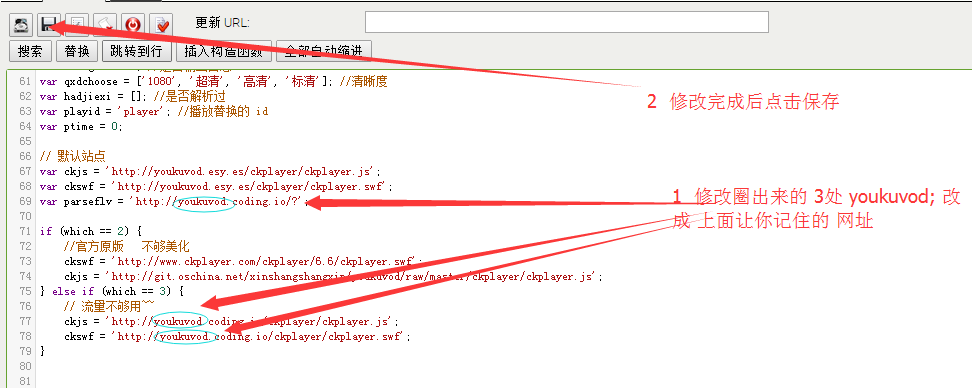 更新 URL:
搜索 替换 跳转到行 插入构造函数 全部自动缩进
61 var qxdchoose = ['1080', '超清', '高清', '标清']; //清晰度
62 var hadjiexi = []; //是否解析过
63 var playid = 'player'; //播放替换的 id
64 var ptime = 0;
65
66 // 默认站点
67 var ckjs = 'http://youkuvod.esy.es/ckplayer/ckplayer.js';
68 var ckswf = 'http://youkuvod.esy.es/ckplayer/ckplayer.swf';
69 var parseflv = 'http://youkuvod.coding.io/?';
70
71 if (which == 2) {
72 //官方原版 不够美化
73 ckswf = 'http://www.ckplayer.com/ckplayer/6.6/ckplayer.swf';
74 ckjs = 'http://git.oschina.net/xinshangshangxin/youkuvod/raw/master/ckplayer/ckplayer.js';
75 } else if (which == 3) {
76 // 流量不够用~~
77 ckjs = 'http://youkuvod.coding.io/ckplayer/ckplayer.js';
78 ckswf = 'http://youkuvod.coding.io/ckplayer/ckplayer.swf';
79 }
80
81
2 修改完成后点击保存
1 修改圈出来的 3处 youkuvod; 改
成 上面让你记住的 网址